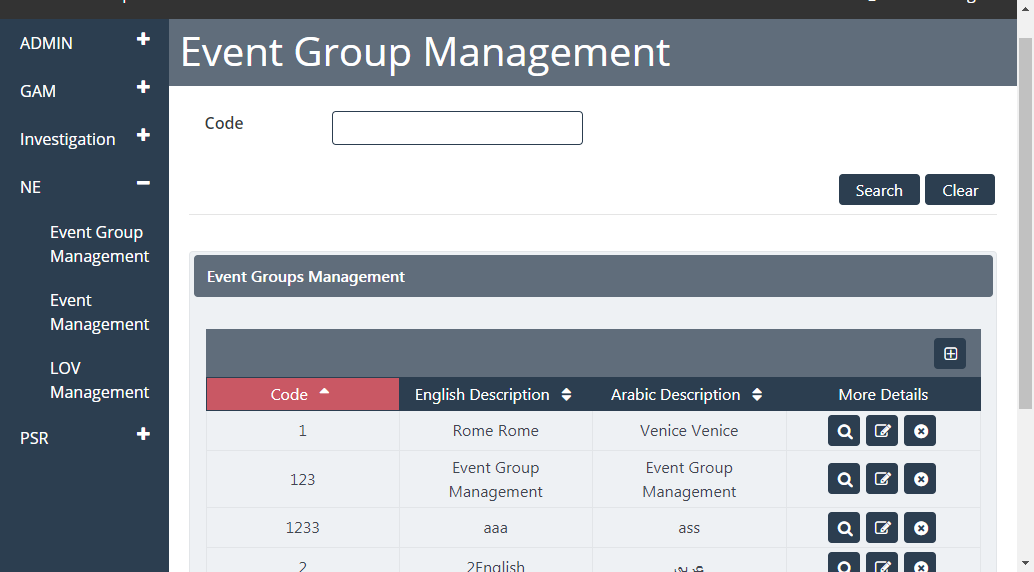 ADMIN
GAM
Investigation
NE
Event Group
Management
Event
Management
LOV
Management
PSR
Event Group Management
Code
Search Clear
Event Groups Management
Code English Description Arabic Description More Details
1 Rome Rome Venice Venice
123 Event Group Management Event Group Management
1233 aaa ass
2 2English